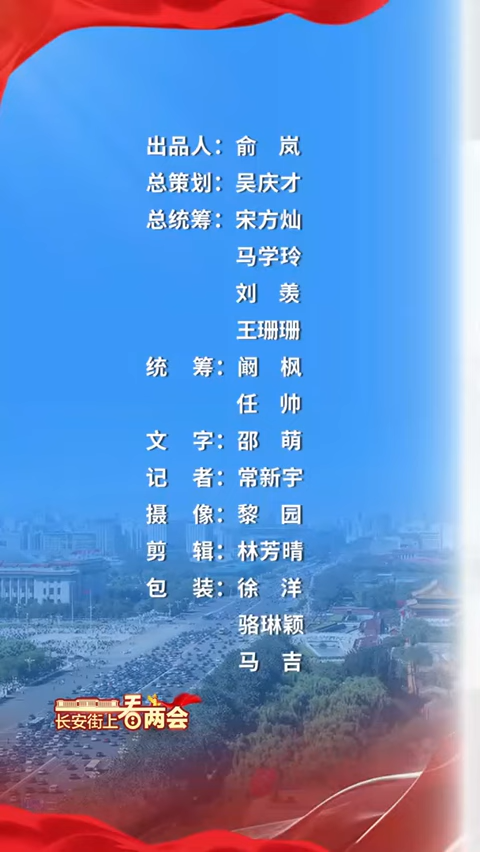 出品人：俞　岚
总策划：吴庆才
总统筹：宋方灿
马学玲
刘　羡
王珊珊
统　筹：阚　枫
任　帅
文　字：邵　萌
记　者：常新宇
摄　像：黎　园
剪　辑：林芳晴
包　装：徐　洋
骆琳颖
马　吉
长安街上看两会